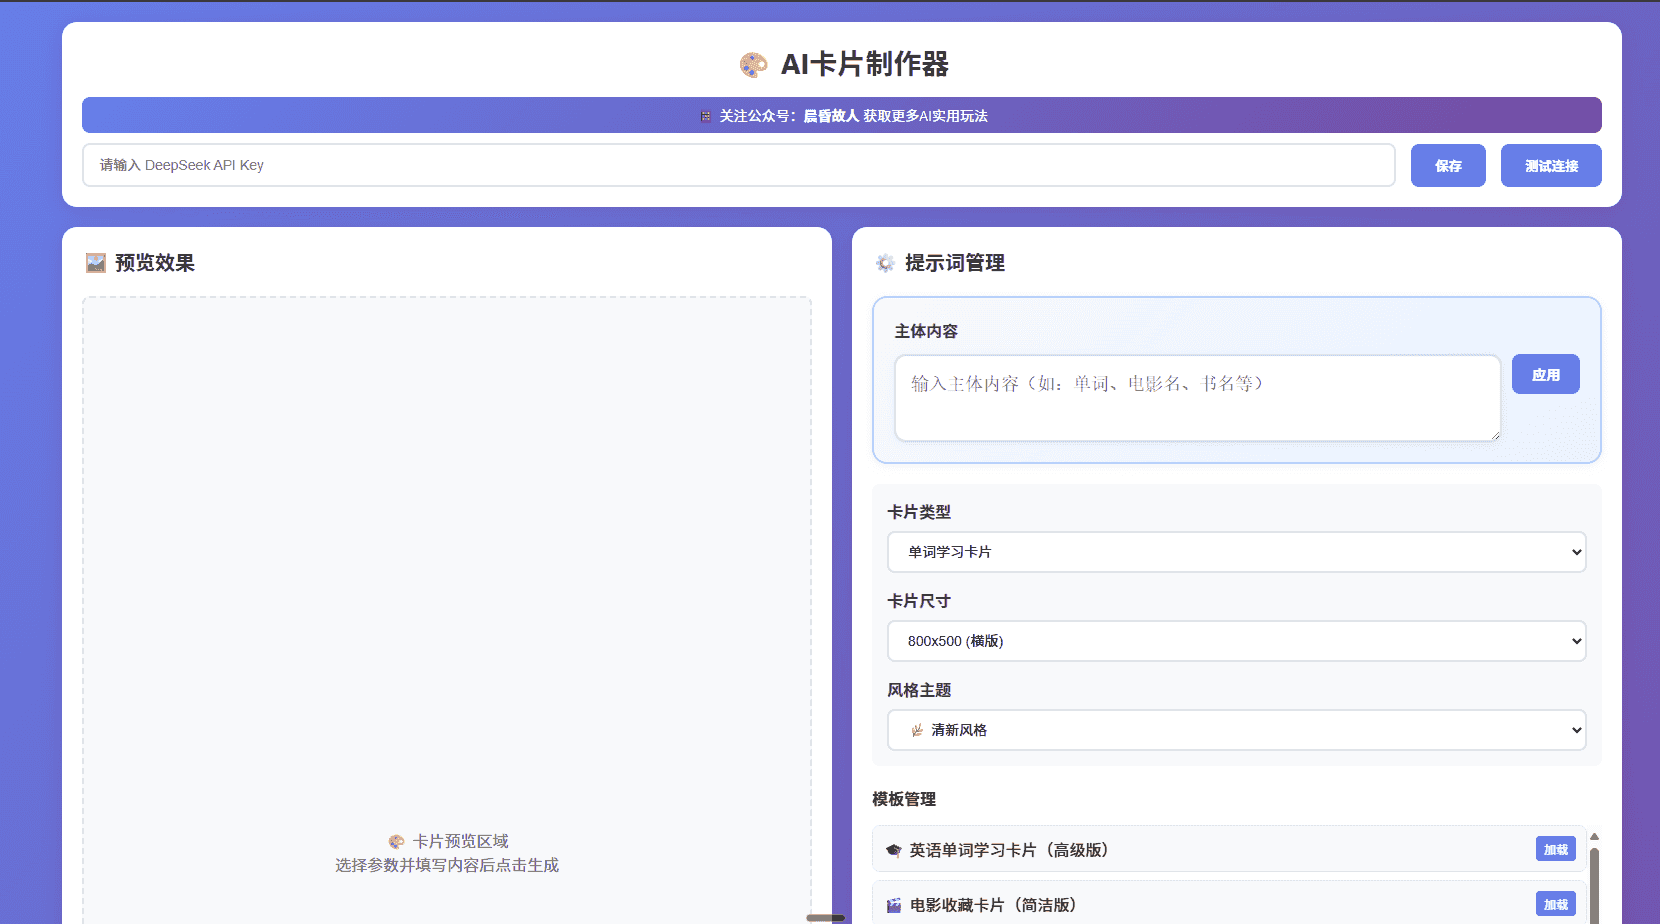 AI卡片制作器
关注公众号：晨昏故人 获取更多AI实用玩法
请输入 DeepSeek API Key
保存
测试连接
预览效果
卡片预览区域
选择参数并填写内容后点击生成
提示词管理
主体内容
输入主体内容（如：单词、电影名、书名等）
应用
卡片类型
单词学习卡片
卡片尺寸
800x500 (横版)
风格主题
清新风格
模板管理
英语单词学习卡片（高级版）
加载
电影收藏卡片（简洁版）
加载